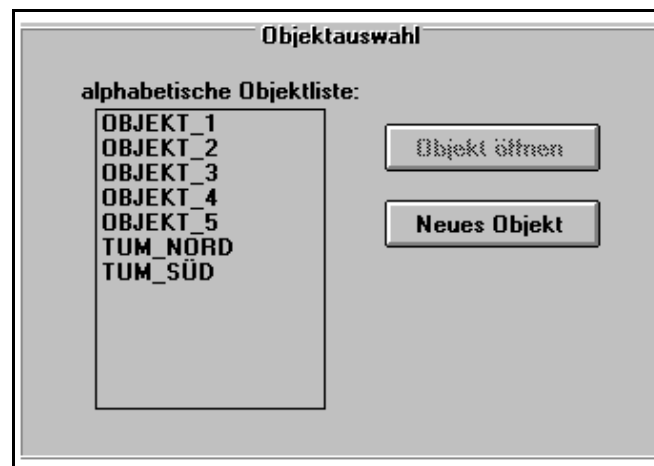 Objektauswahl
alphabetische Objektliste:
OBJEKT_1
OBJEKT_2
OBJEKT_3
OBJEKT_4
OBJEKT_5
TUM_NORD
TUM_SÜD
Objekt öffnen
Neues Objekt